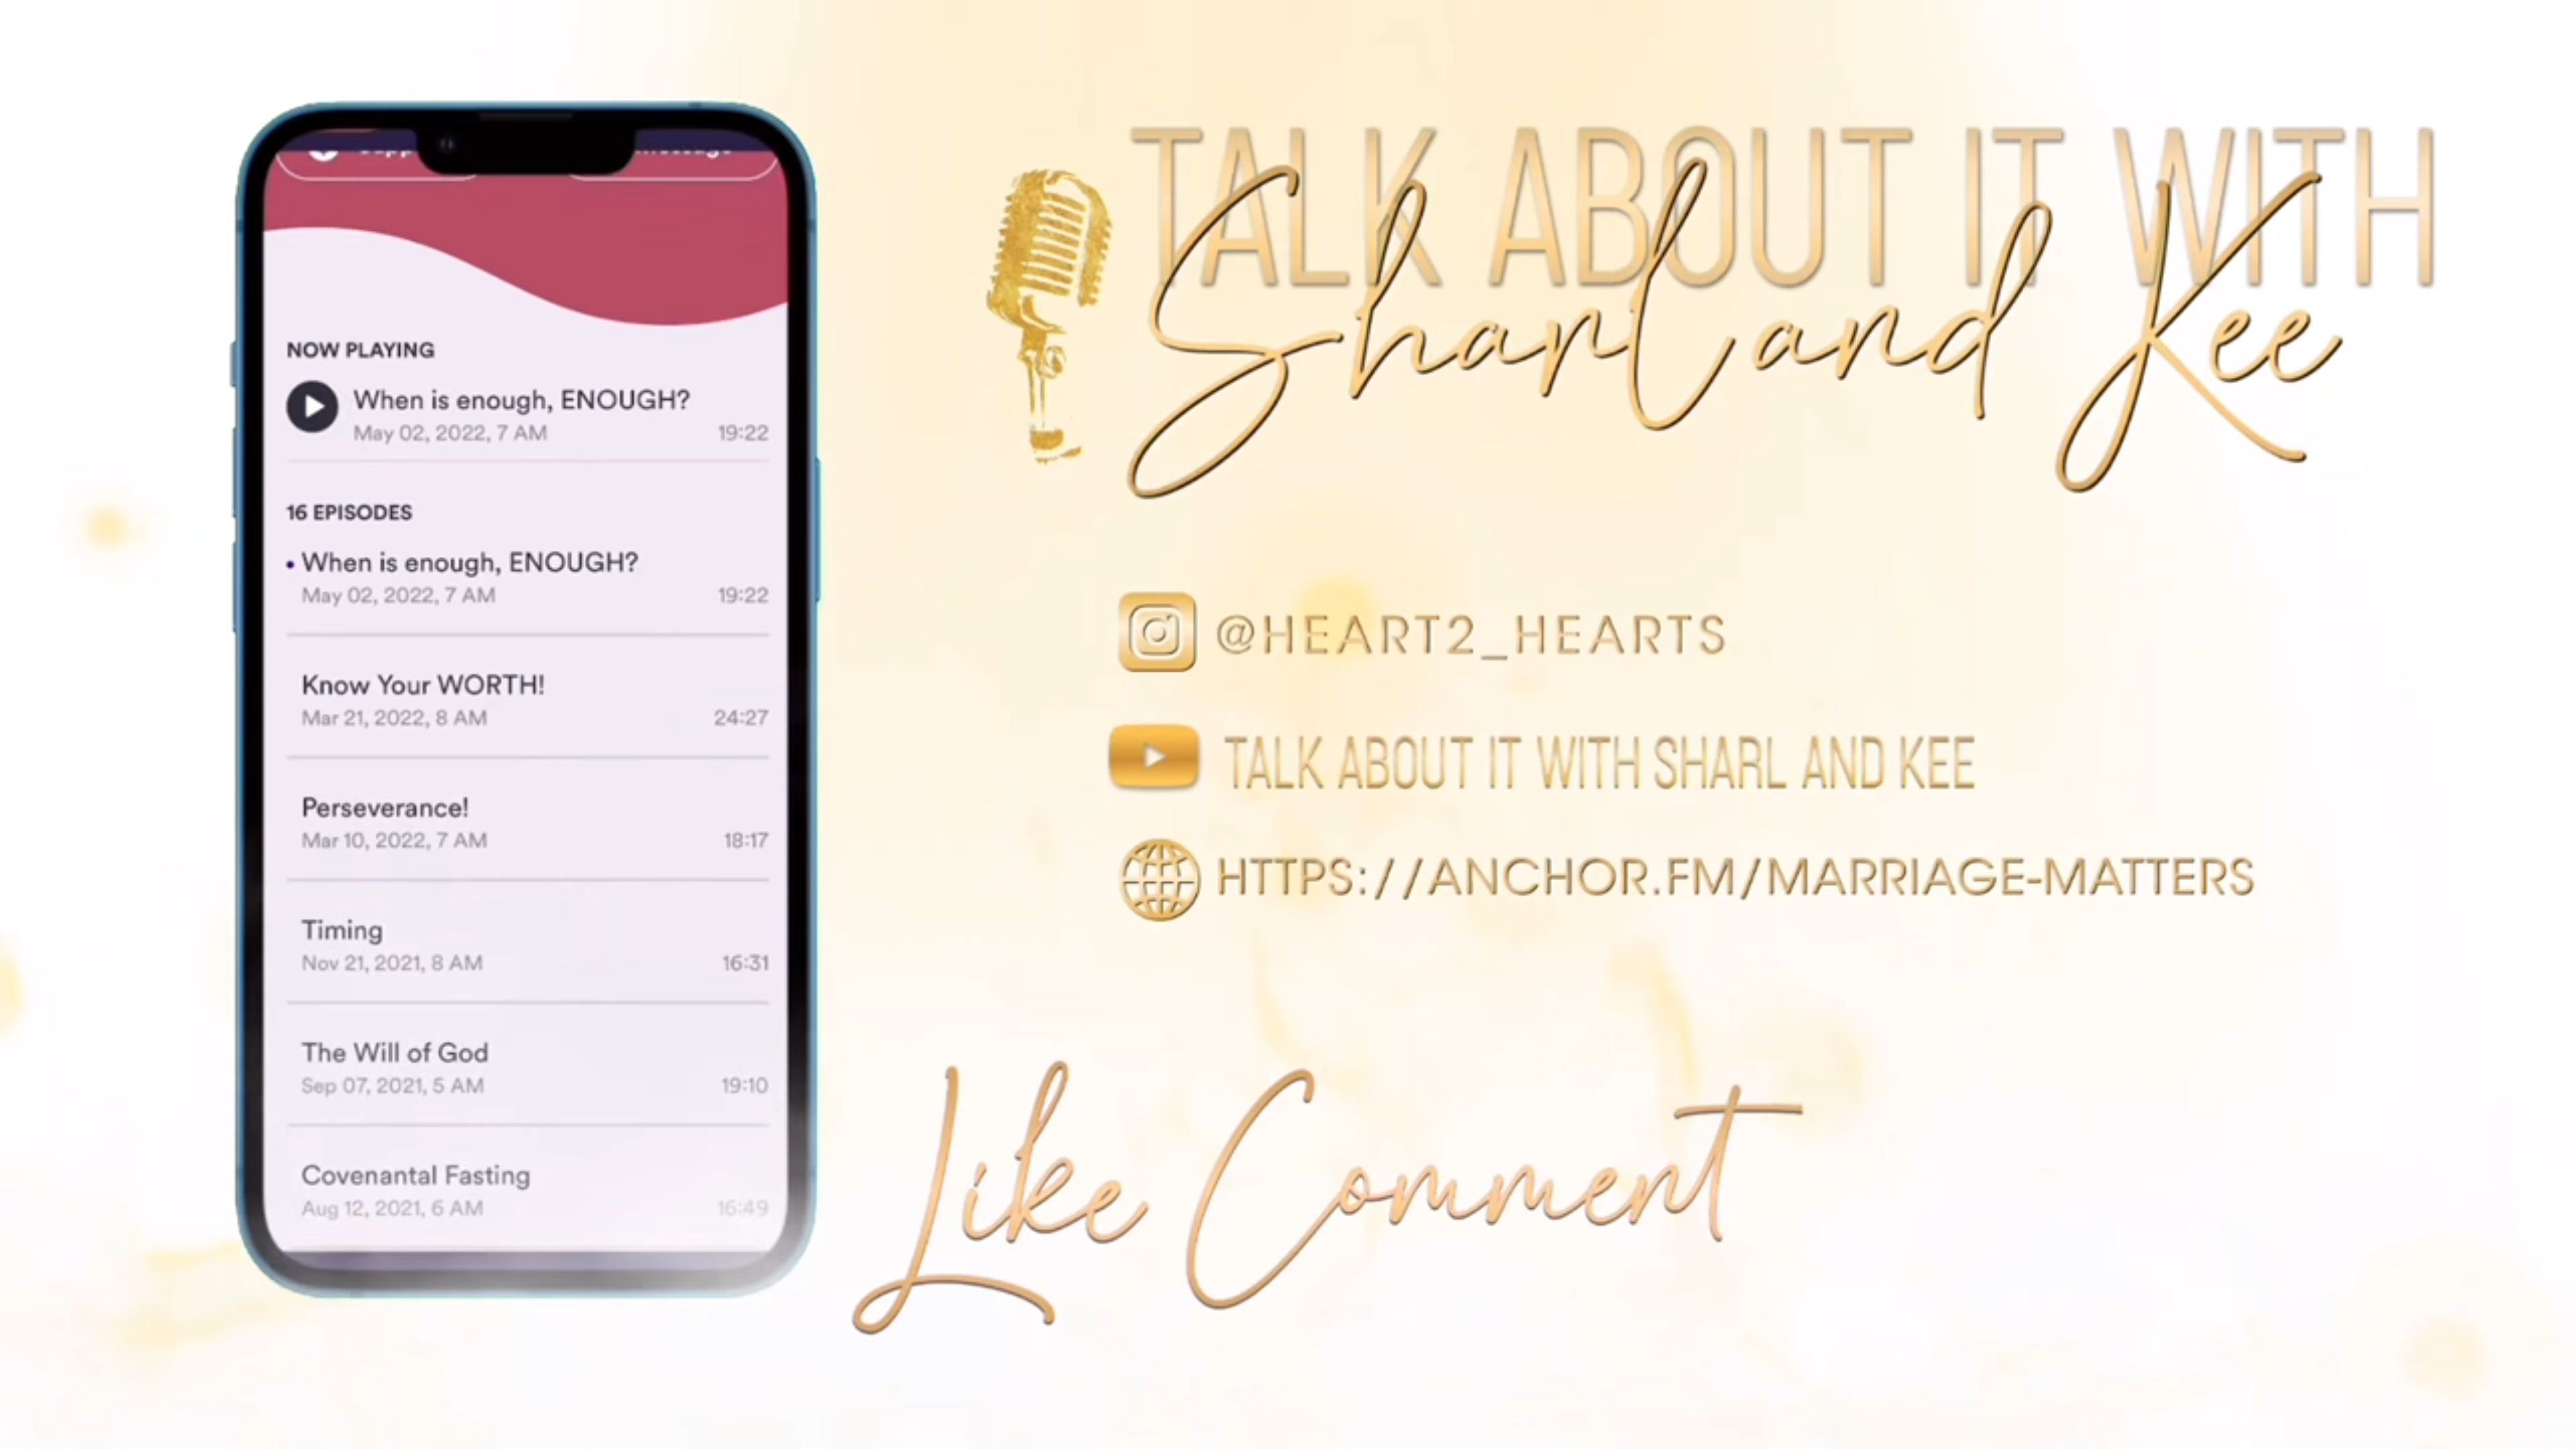 NOW PLAYING
When is enough, ENOUGH?
May 02, 2022, 7 AM 19:22
16 EPISODES
• When is enough, ENOUGH?
May 02, 2022, 7 AM 19:22
Know Your WORTH!
Mar 21, 2022, 8 AM 24:27
Perseverance!
Mar 10, 2022, 7 AM 18:17
Timing
Nov 21, 2021, 8 AM 16:31
The Will of God
Sep 07, 2021, 5 AM 19:10
Covenantal Fasting
Aug 12, 2021, 6 AM 16:49
TALK ABOUT IT WITH
Sharl and Kee
@HEART2_HEARTS
TALK ABOUT IT WITH SHARL AND KEE
HTTPS://ANCHOR.FM/MARRIAGE-MATTERS
Like Comment